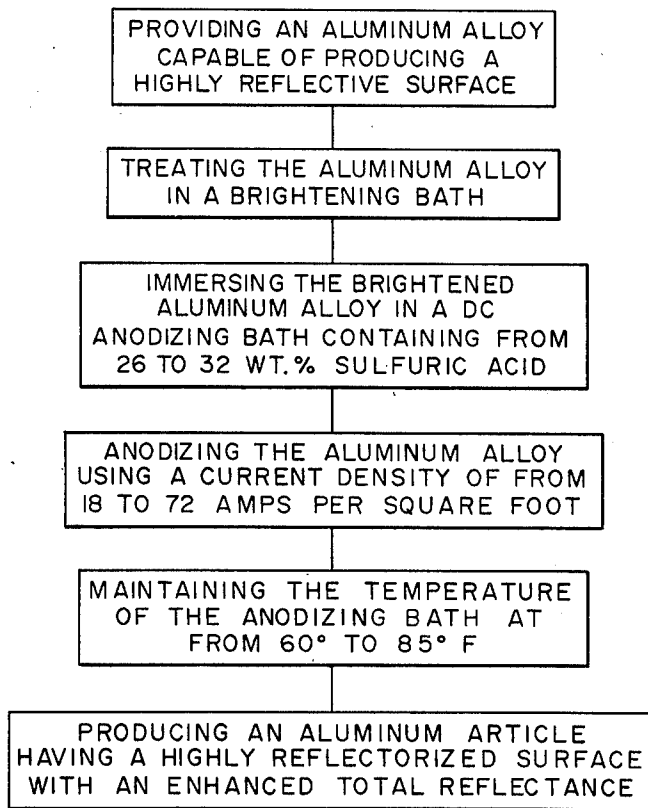 PROVIDING AN ALUMINUM ALLOY
CAPABLE OF PRODUCING A
HIGHLY REFLECTIVE SURFACE
TREATING THE ALUMINUM ALLOY
IN A BRIGHTENING BATH
IMMERSING THE BRIGHTENED
ALUMINUM ALLOY IN A DC
ANODIZING BATH CONTAINING FROM
26 TO 32 WT.% SULFURIC ACID
ANODIZING THE ALUMINUM ALLOY
USING A CURRENT DENSITY OF FROM
18 TO 72 AMPS PER SQUARE FOOT
MAINTAINING THE TEMPERATURE
OF THE ANODIZING BATH AT
FROM 60° TO 85° F
PRODUCING AN ALUMINUM ARTICLE
HAVING A HIGHLY REFLECTORIZED SURFACE
WITH AN ENHANCED TOTAL REFLECTANCE